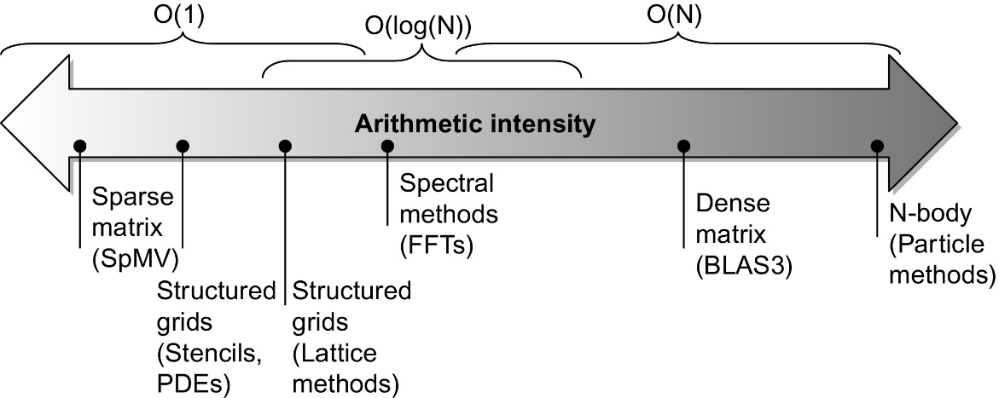 O(1)
O(log(N))
O(N)
Arithmetic intensity
Sparse
matrix
(SpMV)
Structured
grids
(Stencils,
PDEs)
Structured
grids
(Lattice
methods)
Spectral
methods
(FFTs)
Dense
matrix
(BLAS3)
N-body
(Particle
methods)